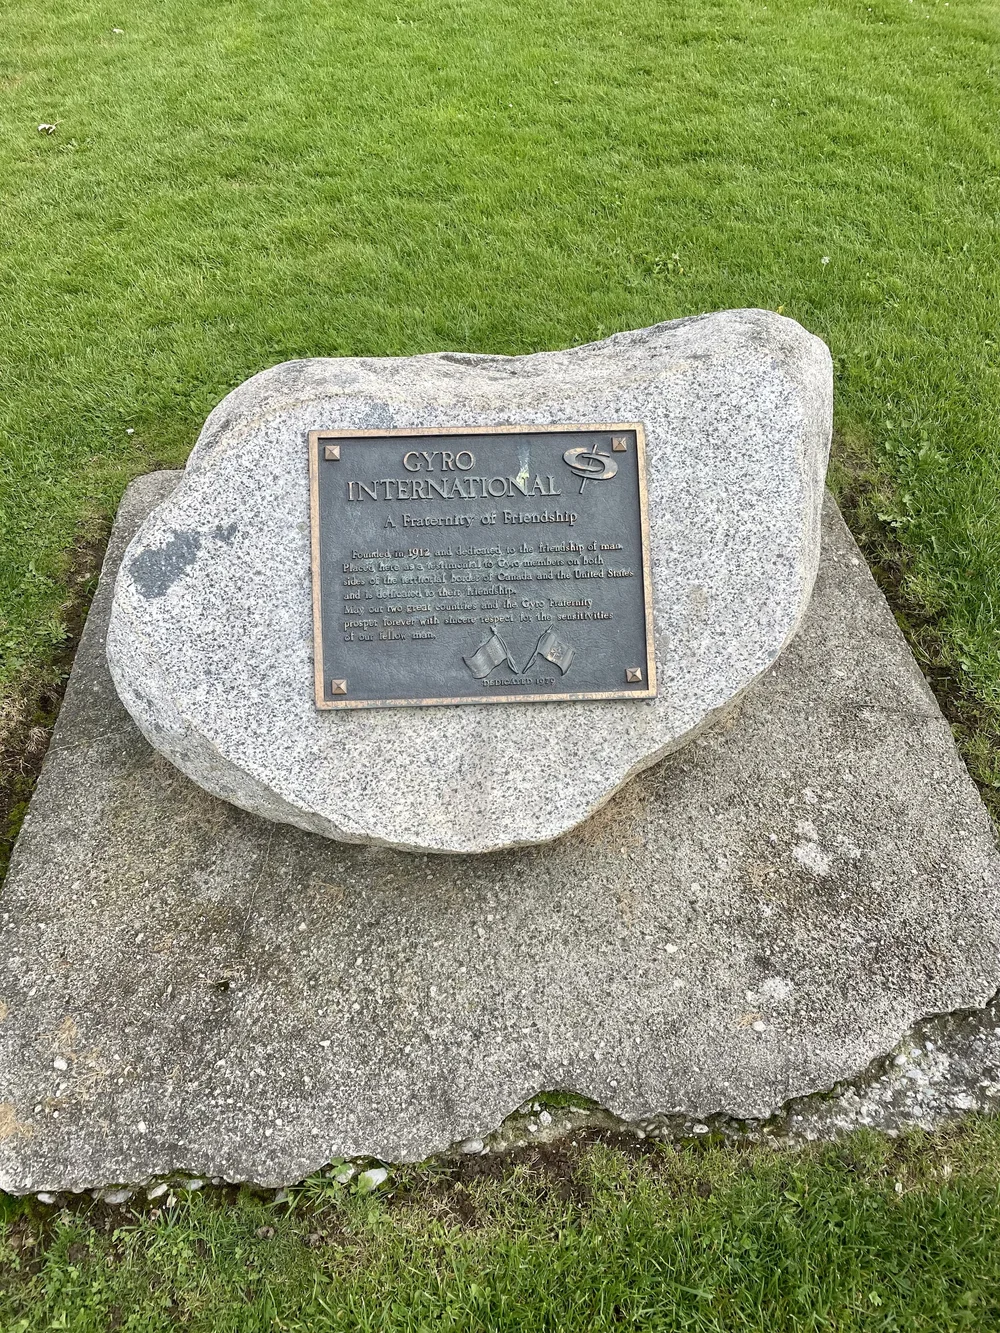 GYRO
INTERNATIONAL
A Fraternity of Friendship
Founded in 1912 and dedicated to the friendship of man.
Placed here as a testimonial to Gyro members on both
sides of the territorial border of Canada and the United States
and is dedicated to their friendship.
May our two great countries and the Gyro Fraternity
prosper forever with sincere respect for the sensitivities
of our fellow man.
DEDICATED 1979